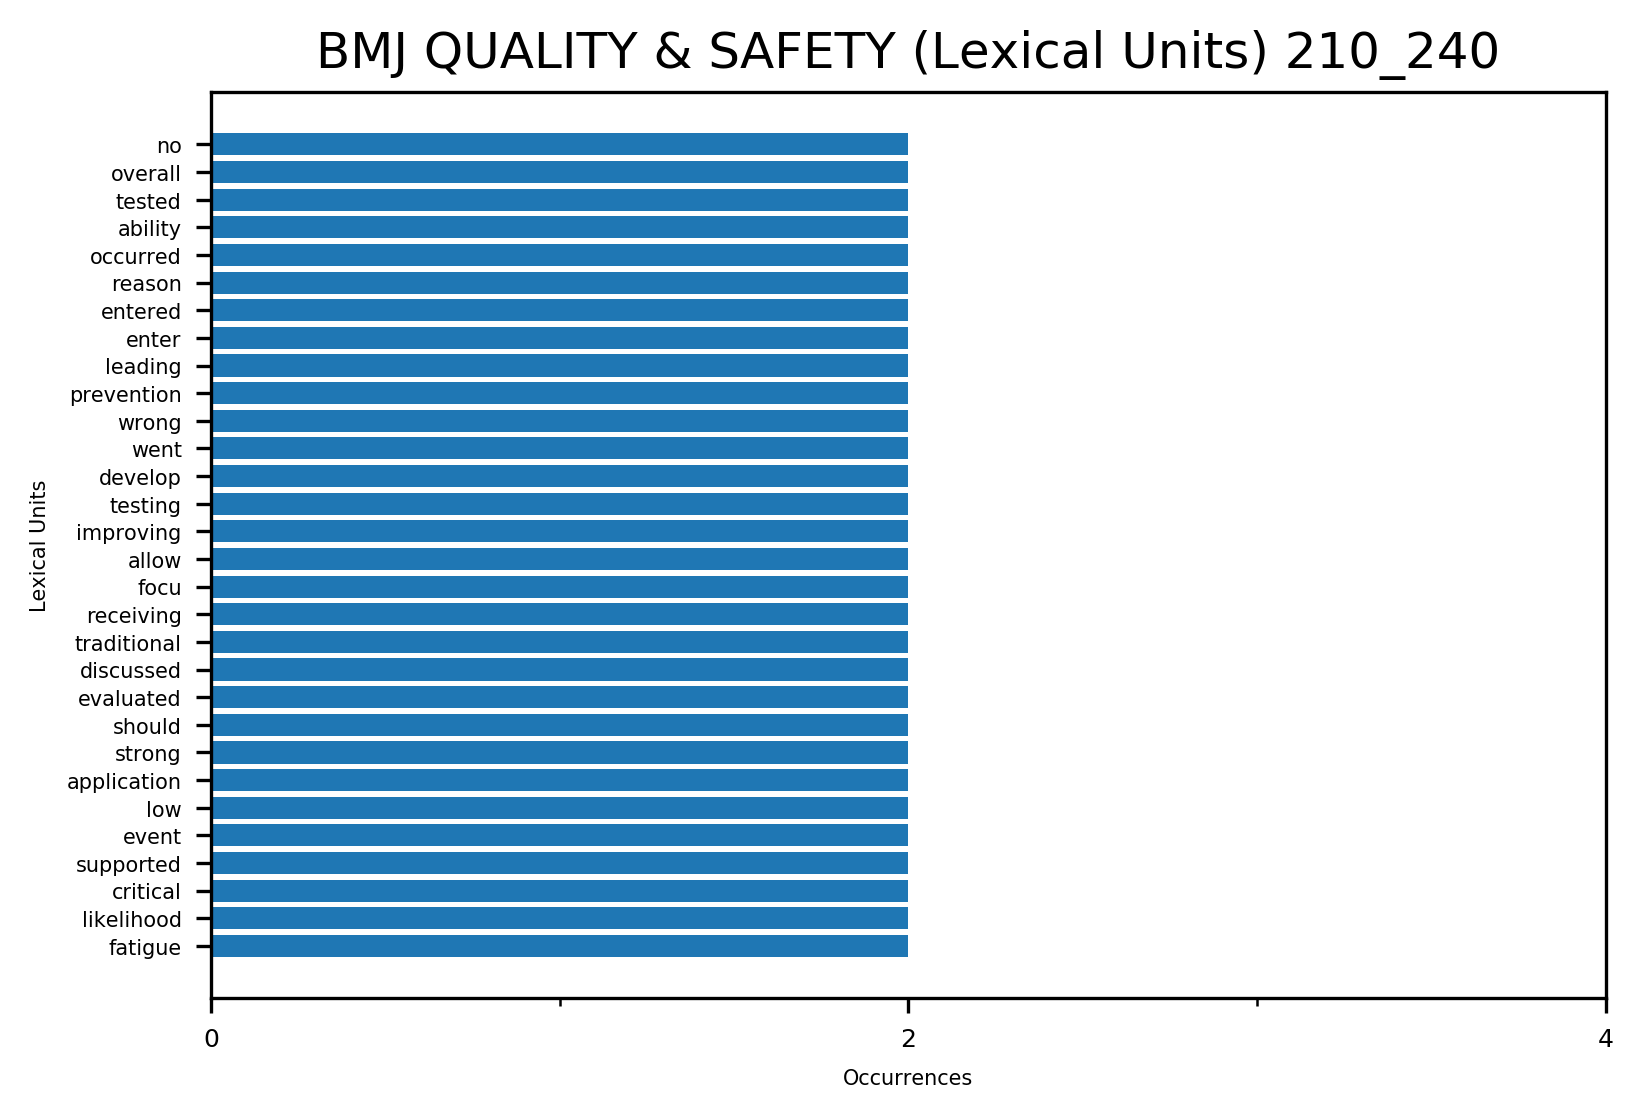 BMJ QUALITY & SAFETY (Lexical Units) 210_240
no
overall
tested
ability
occurred
reason
entered
enter
leading
prevention
wrong
went
develop
testing
improving
allow
focu
receiving
traditional
discussed
evaluated
should
strong
application
low
event
supported
critical
likelihood
fatigue
Lexical Units
0 2 4
Occurrences